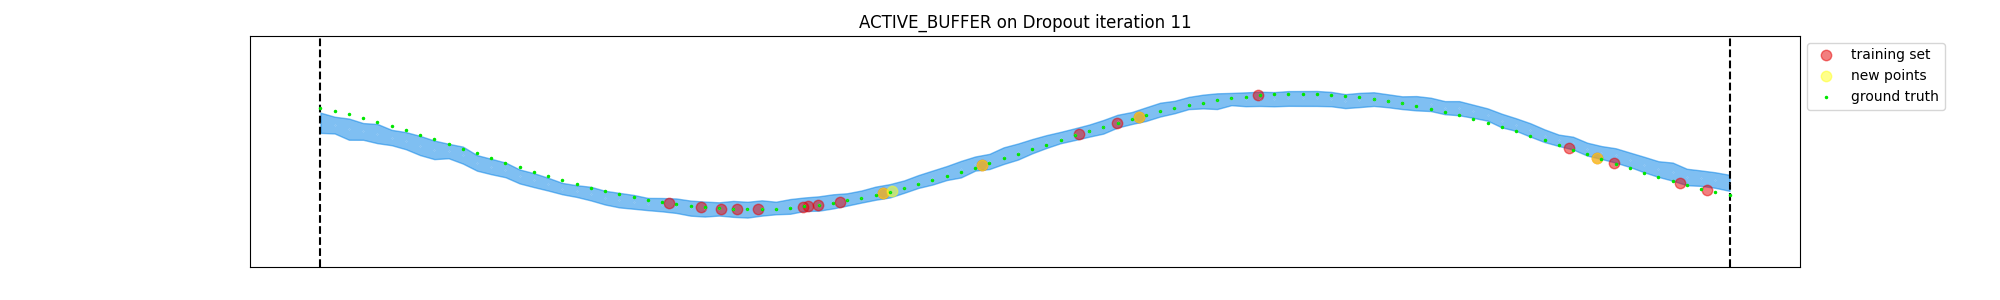 ACTIVE_BUFFER on Dropout iteration 11
training set
new points
ground truth